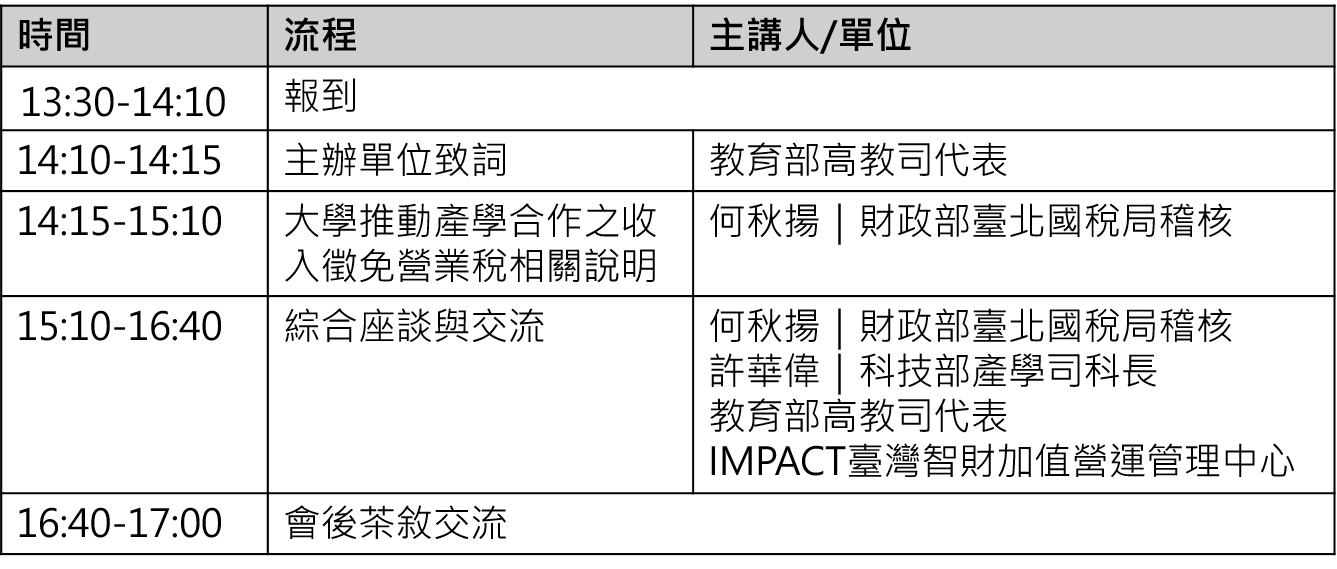 時間 流程 主講人/單位
13:30-14:10 報到
14:10-14:15 主辦單位致詞 教育部高教司代表
14:15-15:10 大學推動產學合作之收 何秋揚｜財政部臺北國稅局稽核
入徵免營業稅相關說明
15:10-16:40 綜合座談與交流 何秋揚｜財政部臺北國稅局稽核
許華偉｜科技部產學司科長
教育部高教司代表
IMPACT臺灣智財加值營運管理中心
16:40-17:00 會後茶敘交流